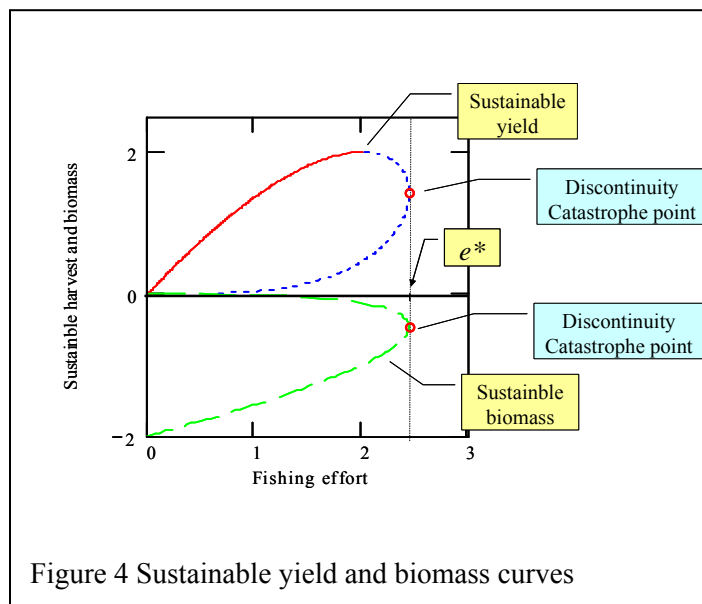 Sustainable
yield
2
Discontinuity
Catastrophe point
e*
Sustainble harvest and biomass
0
Discontinuity
Catastrophe point
Sustainble
biomass
−2
0 1 2 3
Fishing effort
Figure 4 Sustainable yield and biomass curves